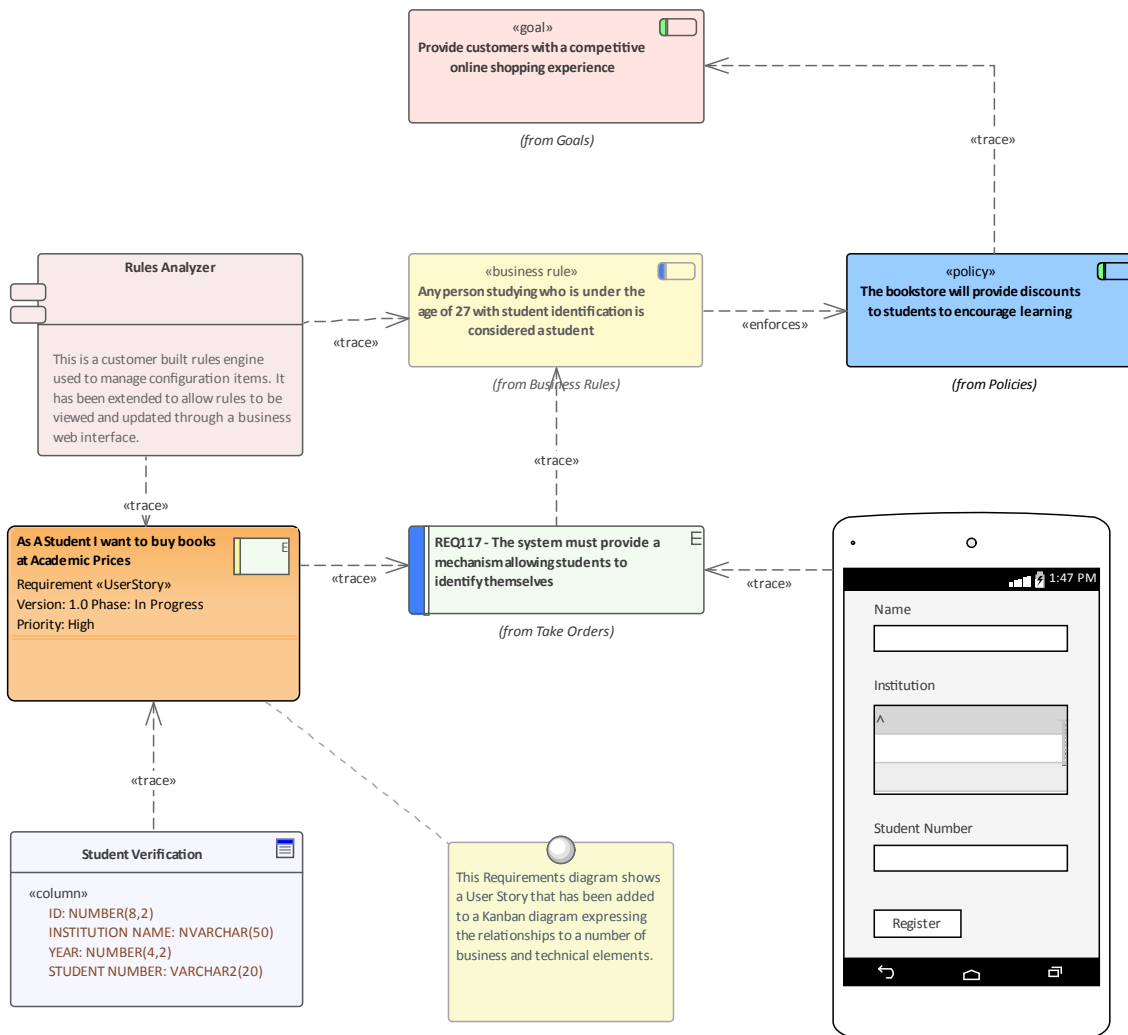 «goal»
Provide customers with a competitive
online shopping experience
(from Goals)
«trace»
Rules Analyzer
This is a customer built rules engine
used to manage configuration items. It
has been extended to allow rules to be
viewed and updated through a business
web interface.
«trace»
«business rule»
Any person studying who is under the
age of 27 with student identification is
considered a student
(from Business Rules)
«enforces»
«policy»
The bookstore will provide discounts
to students to encourage learning
(from Policies)
«trace»
«trace»
As A Student I want to buy books
at Academic Prices
Requirement «UserStory»
Version: 1.0 Phase: In Progress
Priority: High
E
«trace»
REQ117 - The system must provide a
mechanism allowing students to
identify themselves
E
(from Take Orders)
«trace»
1:47 PM
Name
Institution
^
Student Number
Register
«trace»
Student Verification
«column»
ID: NUMBER(8,2)
INSTITUTION NAME: NVARCHAR(50)
YEAR: NUMBER(4,2)
STUDENT NUMBER: VARCHAR2(20)
This Requirements diagram shows
a User Story that has been added
to a Kanban diagram expressing
the relationships to a number of
business and technical elements.